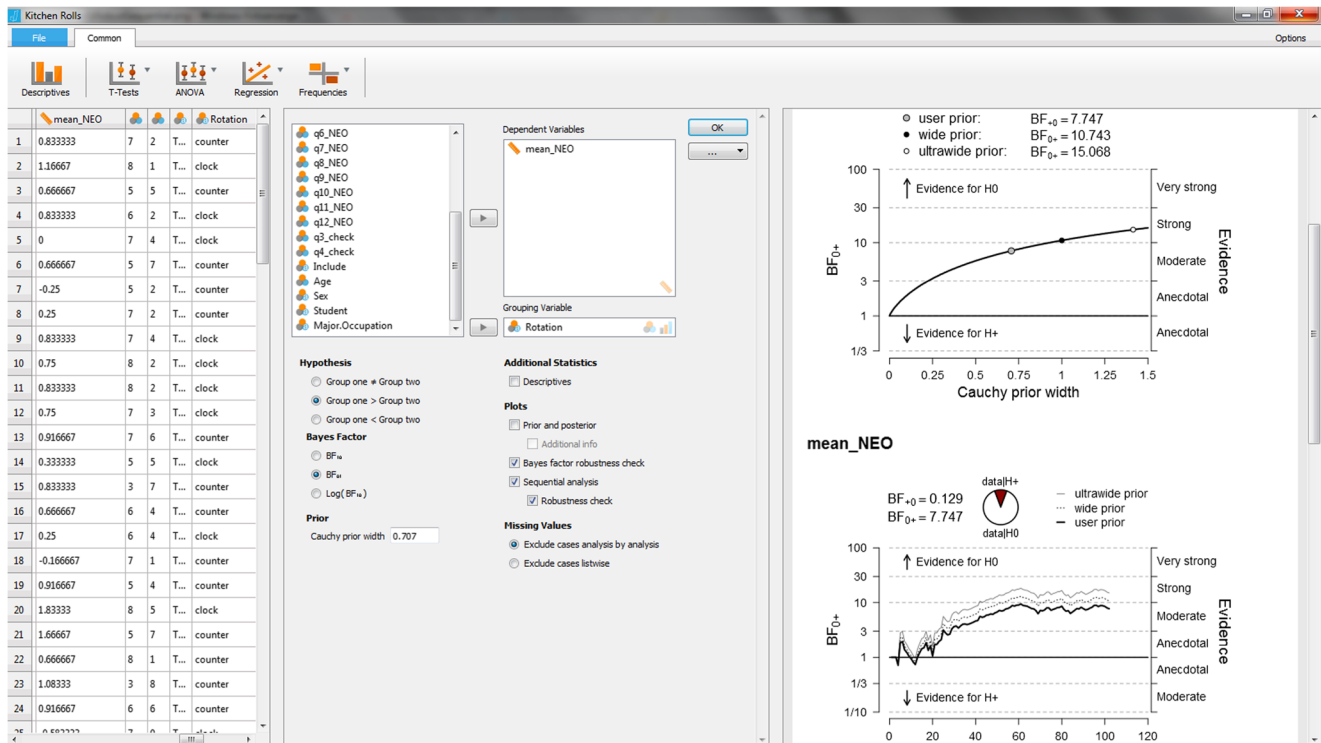 Kitchen Rolls
File
Common
Options
Descriptives
T-Tests
ANOVA
Regression
Frequencies
mean_NEO
Rotation
1 0.833333 7 2 T... counter
2 1.16667 8 1 T... clock
3 0.666667 5 5 T... counter
4 0.833333 6 2 T... clock
5 0 7 4 T... clock
6 0.666667 5 7 T... counter
7 -0.25 5 2 T... counter
8 0.25 7 2 T... counter
9 0.833333 7 4 T... clock
10 0.75 8 2 T... clock
11 0.833333 8 2 T... clock
12 0.75 7 3 T... clock
13 0.916667 7 6 T... counter
14 0.333333 5 5 T... clock
15 0.833333 3 7 T... counter
16 0.666667 6 4 T... counter
17 0.25 6 4 T... clock
18 -0.166667 7 1 T... counter
19 0.916667 5 4 T... counter
20 1.83333 8 5 T... clock
21 1.66667 5 7 T... counter
22 0.666667 8 1 T... counter
23 1.08333 3 8 T... counter
24 0.916667 6 6 T... counter
q6_NEO
q7_NEO
q8_NEO
q9_NEO
q10_NEO
q11_NEO
q12_NEO
q3_check
q4_check
Include
Age
Sex
Student
Major.Occupation
Dependent Variables
mean_NEO
Grouping Variable
Rotation
OK
...
Hypothesis
Group one ≠ Group two
Group one > Group two
Group one < Group two
Bayes Factor
BF₁₀
BF₀₁
Log(BF₁₀)
Prior
Cauchy prior width 0.707
Additional Statistics
Descriptives
Plots
Prior and posterior
Additional info
Bayes factor robustness check
Sequential analysis
Robustness check
Missing Values
Exclude cases analysis by analysis
Exclude cases listwise
user prior: BF+0 = 7.747
wide prior: BF0+ = 10.743
ultrawide prior: BF0+ = 15.068
100
30
10
3
1
1/3
BF0+
Evidence for H0
Evidence for H+
Very strong
Strong
Moderate
Anecdotal
Anecdotal
Evidence
0 0.25 0.5 0.75 1 1.25 1.5
Cauchy prior width
mean_NEO
BF+0 = 0.129
BF0+ = 7.747
data|H+
data|H0
ultrawide prior
wide prior
user prior
100
30
10
3
1
1/3
1/10
BF0+
Evidence for H0
Evidence for H+
Very strong
Strong
Moderate
Anecdotal
Anecdotal
Moderate
Evidence
0 20 40 60 80 100 120